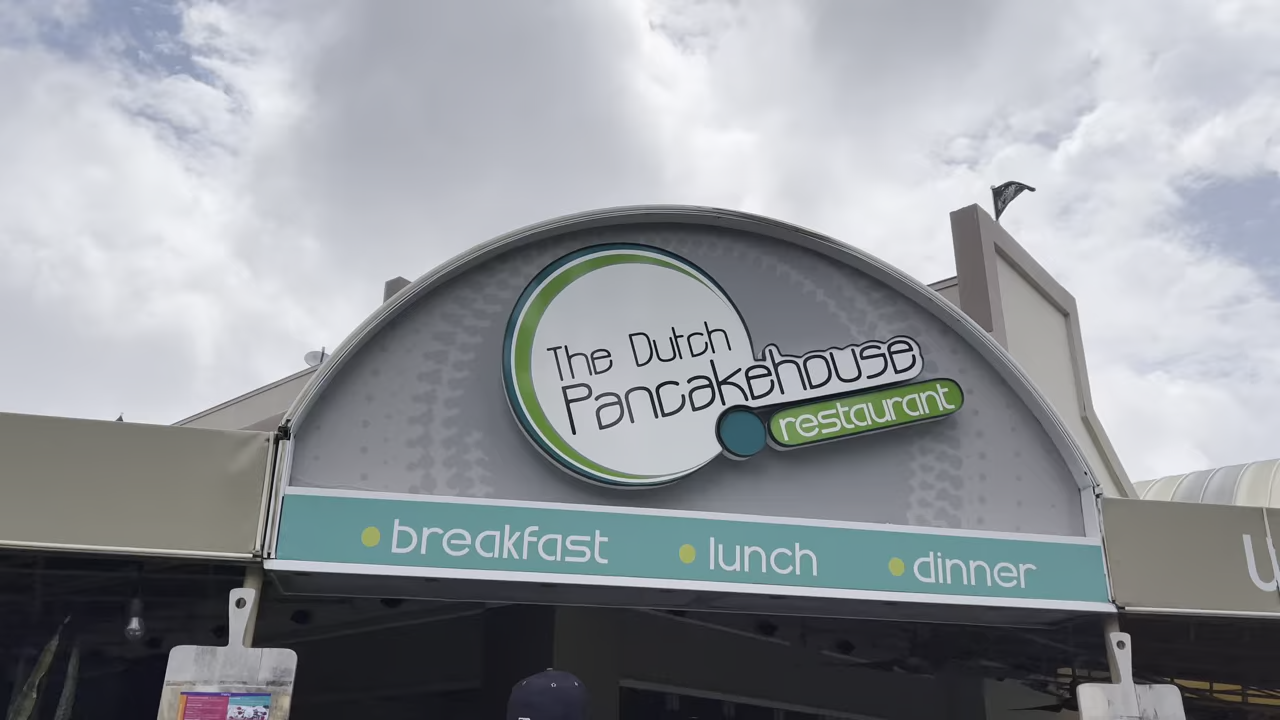 The Dutch
Pancakehouse
restaurant
breakfast
lunch
dinner